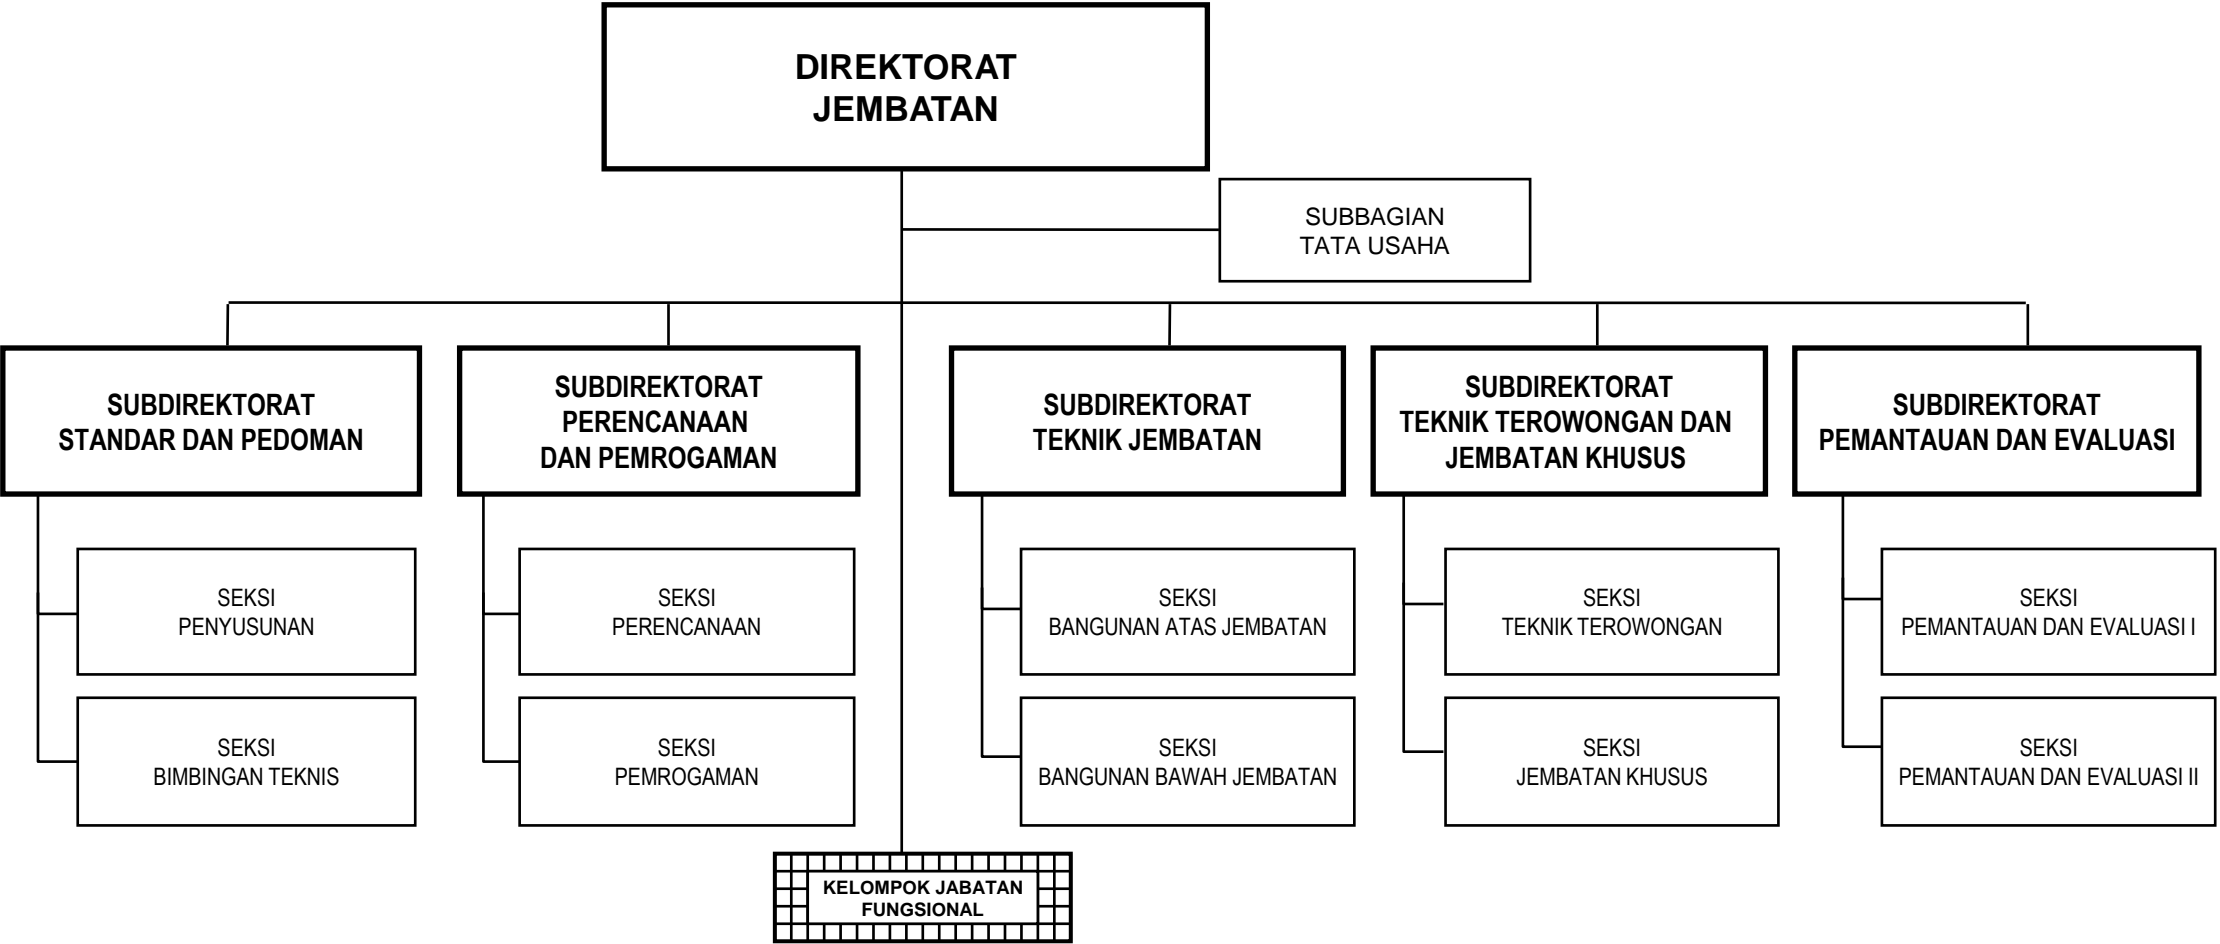 DIREKTORAT
JEMBATAN
SUBBAGIAN
TATA USAHA
SUBDIREKTORAT
STANDAR DAN PEDOMAN
SUBDIREKTORAT
PERENCANAAN
DAN PEMROGAMAN
SUBDIREKTORAT
TEKNIK JEMBATAN
SUBDIREKTORAT
TEKNIK TEROWONGAN DAN
JEMBATAN KHUSUS
SUBDIREKTORAT
PEMANTAUAN DAN EVALUASI
SEKSI
PENYUSUNAN
SEKSI
PERENCANAAN
SEKSI
BANGUNAN ATAS JEMBATAN
SEKSI
TEKNIK TEROWONGAN
SEKSI
PEMANTAUAN DAN EVALUASI I
SEKSI
BIMBINGAN TEKNIS
SEKSI
PEMROGAMAN
SEKSI
BANGUNAN BAWAH JEMBATAN
SEKSI
JEMBATAN KHUSUS
SEKSI
PEMANTAUAN DAN EVALUASI II
KELOMPOK JABATAN
FUNGSIONAL